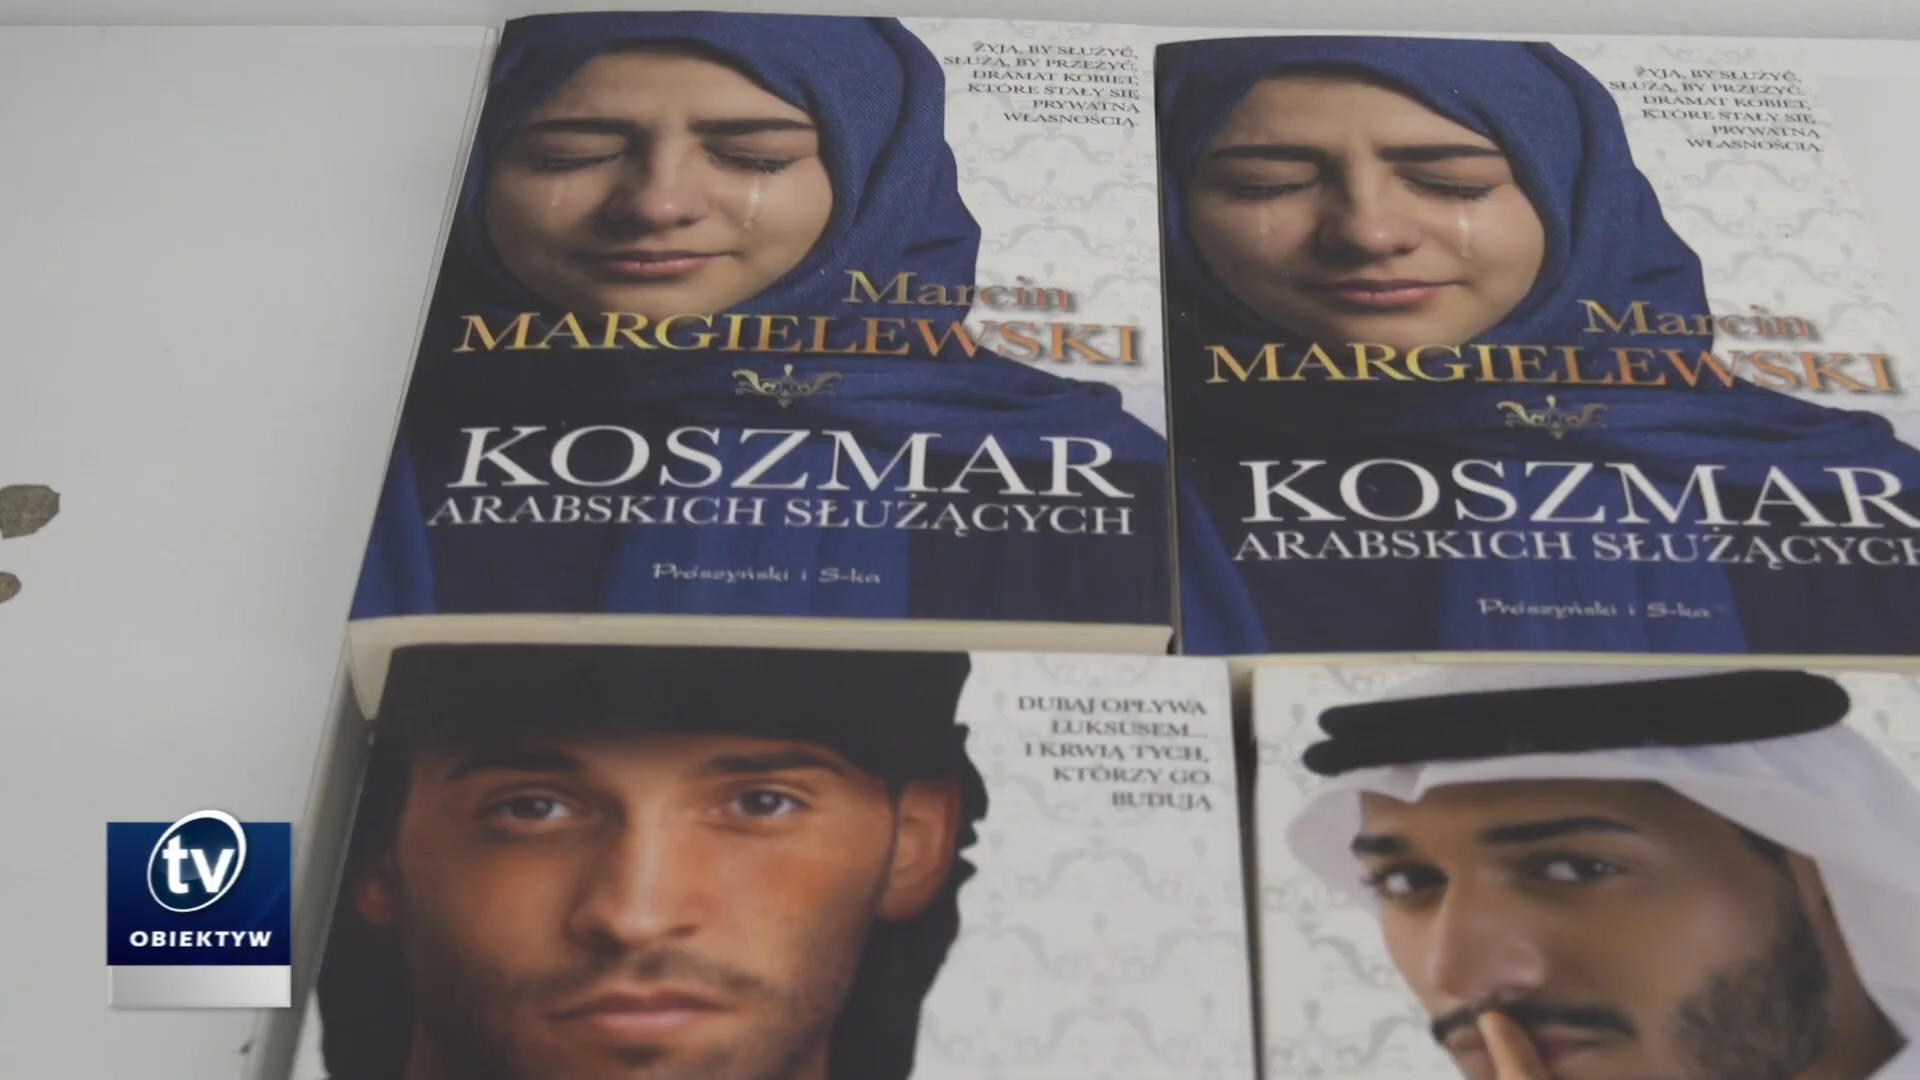 ŻYJĄ, BY SŁUŻYĆ,
SŁUŻĄ, BY PRZEŻYĆ.
DRAMAT KOBIET,
KTÓRE STAŁY SIĘ
PRYWATNĄ
WŁASNOŚCIĄ.
Marcin
MARGIELEWSKI
KOSZMAR
ARABSKICH SŁUŻĄCYCH
Prószyński i S-ka
ŻYJĄ, BY SŁUŻYĆ,
SŁUŻĄ, BY PRZEŻYĆ.
DRAMAT KOBIET,
KTÓRE STAŁY SIĘ
PRYWATNĄ
WŁASNOŚCIĄ.
Marcin
MARGIELEWSKI
KOSZMAR
ARABSKICH SŁUŻĄCYCH
Prószyński i S-ka
DUBAJ OPŁYWA
LUKSUSEM...
I KRWIĄ TYCH,
KTÓRZY GO
BUDUJĄ
tv
OBIEKTYW